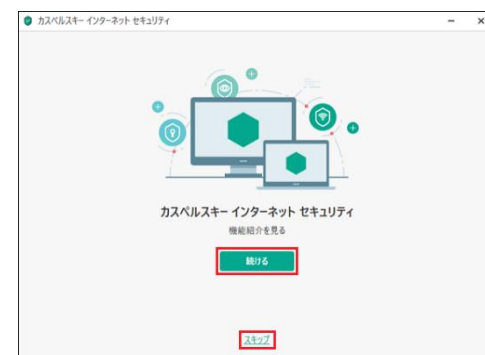 カスペルスキー インターネット セキュリティ
カスペルスキー インターネット セキュリティ
機能紹介を見る
続ける
スキップ